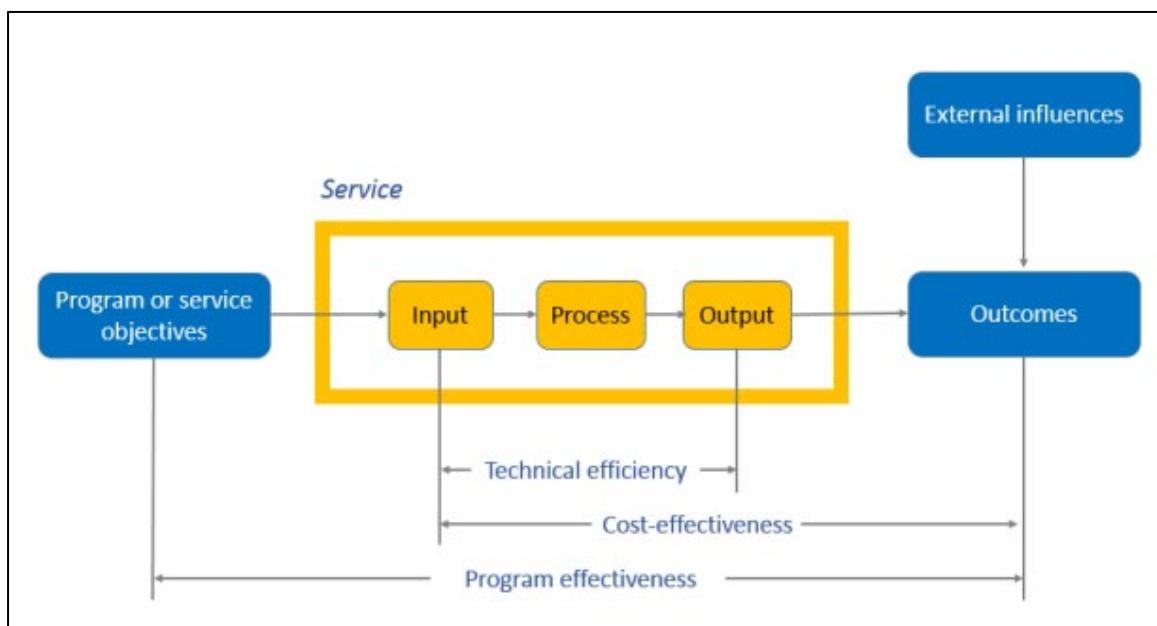 External influences
Service
Program or service
objectives
Input
Process
Output
Outcomes
Technical efficiency
Cost-effectiveness
Program effectiveness